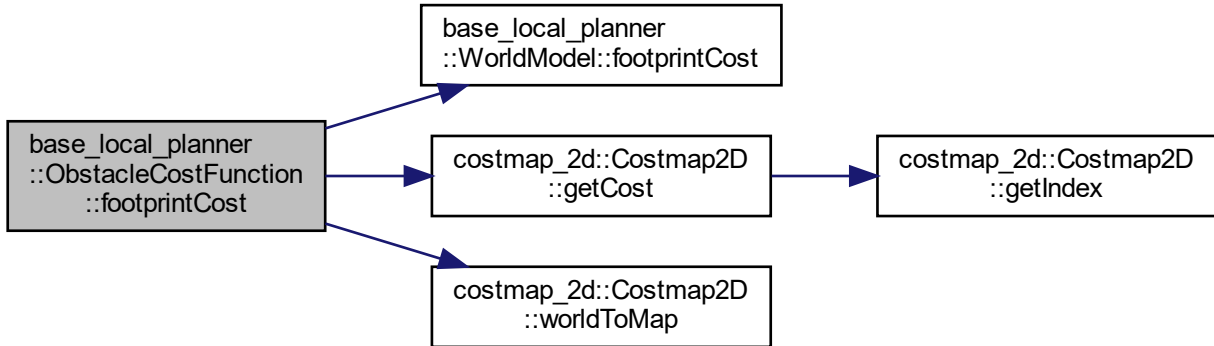 base_local_planner
::WorldModel::footprintCost
base_local_planner
::ObstacleCostFunction
::footprintCost
costmap_2d::Costmap2D
::getCost
costmap_2d::Costmap2D
::getIndex
costmap_2d::Costmap2D
::worldToMap